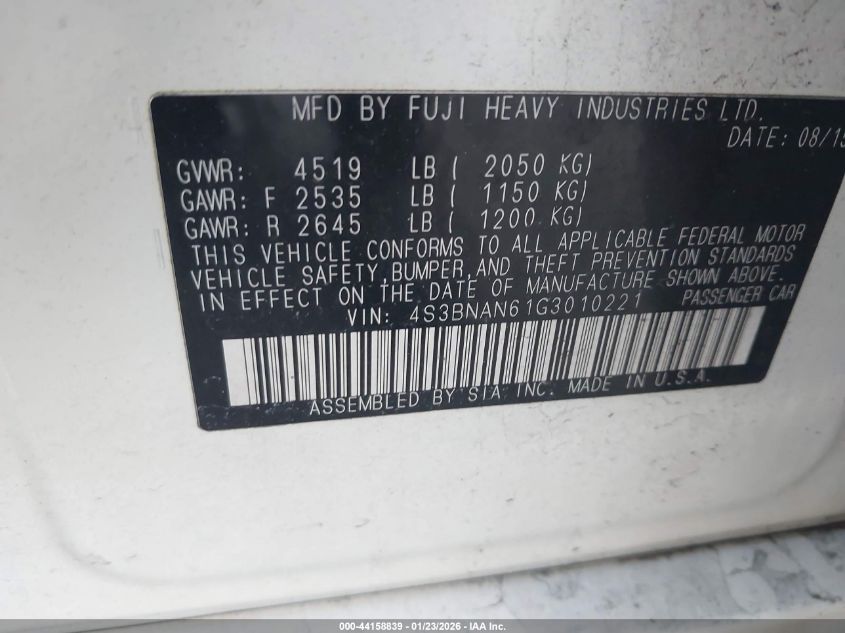 MFD BY FUJI HEAVY INDUSTRIES LTD.
DATE: 08/15
GVWR: 4519 LB ( 2050 KG)
GAWR: F 2535 LB ( 1150 KG)
GAWR: R 2645 LB ( 1200 KG)
THIS VEHICLE CONFORMS TO ALL APPLICABLE FEDERAL MOTOR
VEHICLE SAFETY, BUMPER, AND THEFT PREVENTION STANDARDS
IN EFFECT ON THE DATE OF MANUFACTURE SHOWN ABOVE.
VIN: 4S3BNAN61G3010221 PASSENGER CAR
ASSEMBLED BY SIA INC. MADE IN U.S.A.
000-44158839 - 01/23/2026 - IAA Inc.